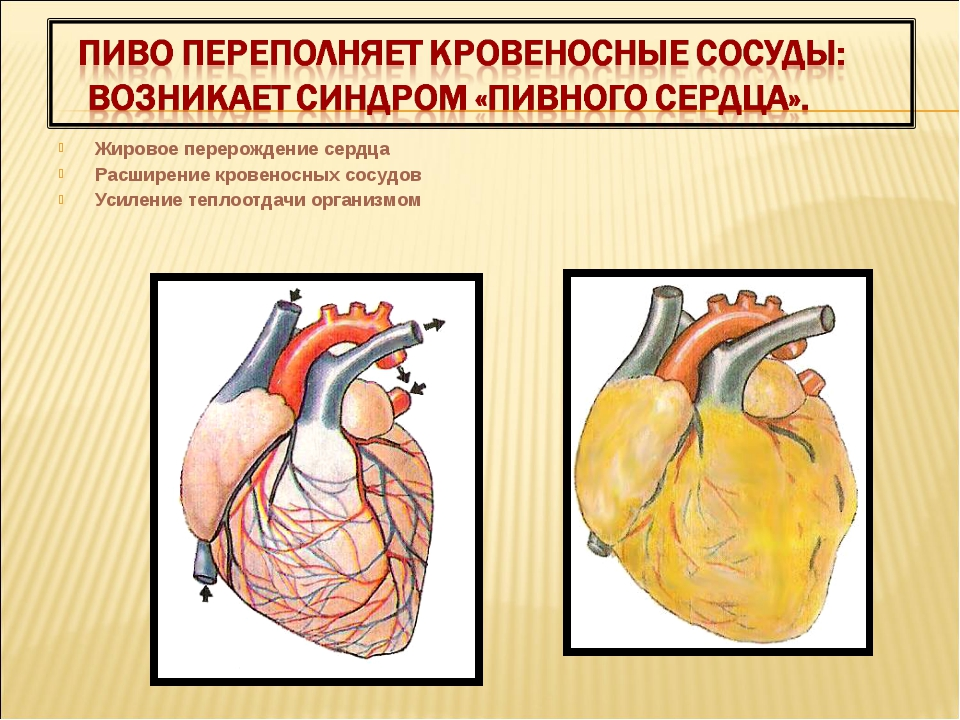 ПИВО ПЕРЕПОЛНЯЕТ КРОВЕНОСНЫЕ СОСУДЫ:
ВОЗНИКАЕТ СИНДРОМ «ПИВНОГО СЕРДЦА».
Жировое перерождение сердца
Расширение кровеносных сосудов
Усиление теплоотдачи организмом